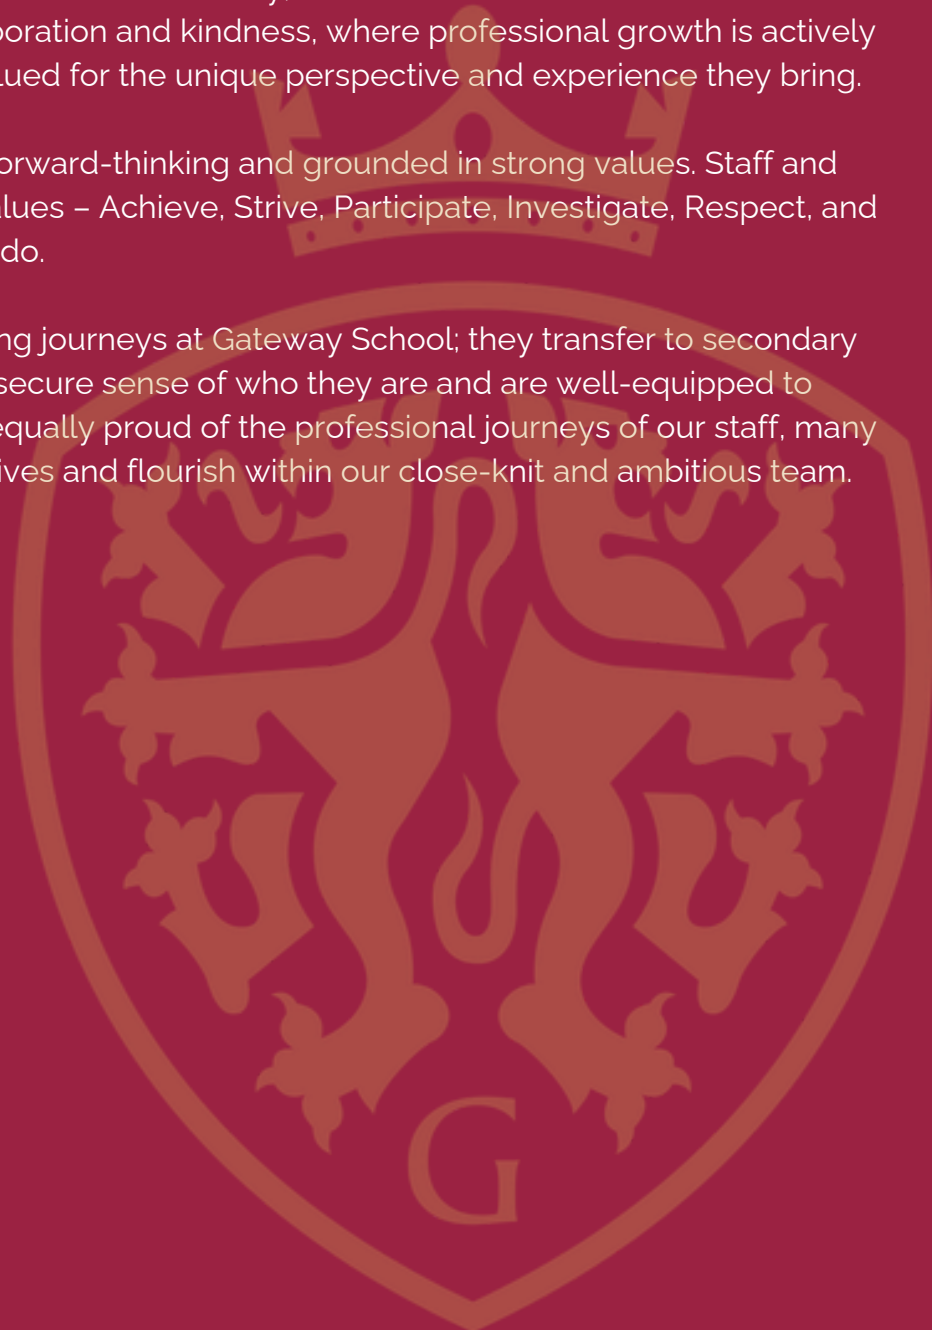 oration and kindness, where professional growth is actively
ued for the unique perspective and experience they bring.
orward-thinking and grounded in strong values. Staff and
lues – Achieve, Strive, Participate, Investigate, Respect, and
do.
ng journeys at Gateway School; they transfer to secondary
secure sense of who they are and are well-equipped to
equally proud of the professional journeys of our staff, many
ives and flourish within our close-knit and ambitious team.
G